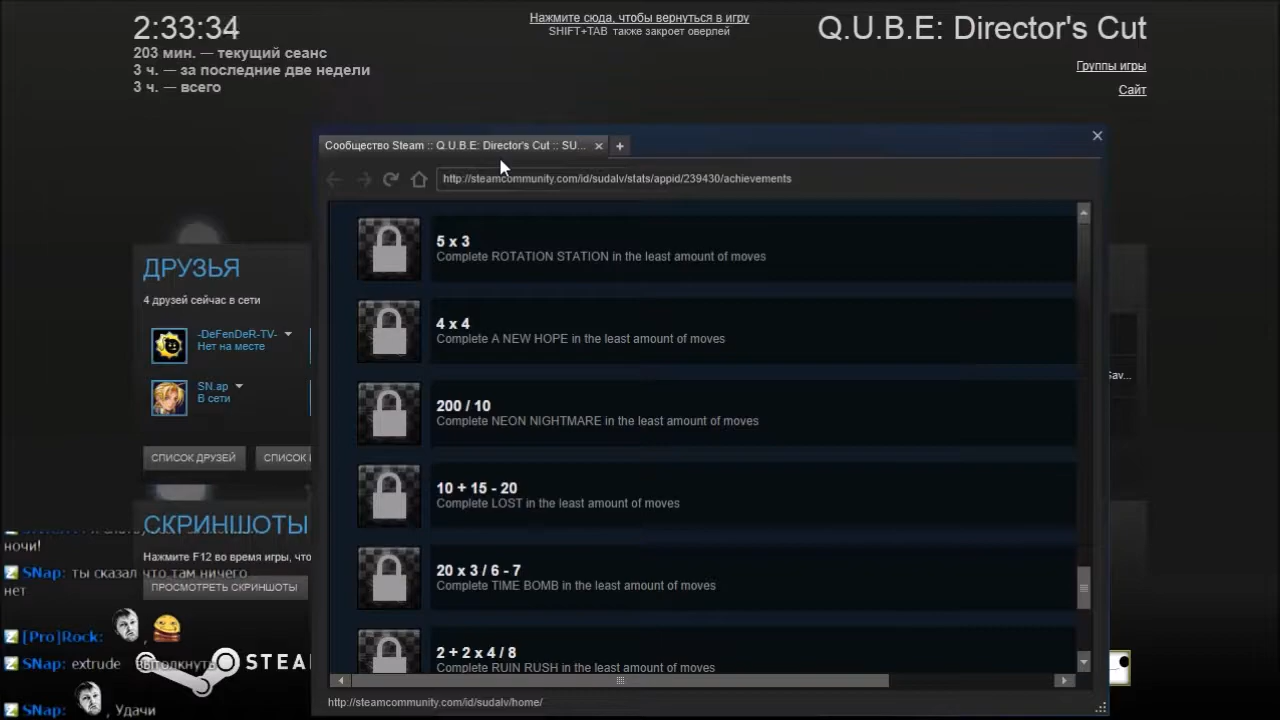 2:33:34
203 мин. — текущий сеанс
3 ч. — за последние две недели
3 ч. — всего
Нажмите сюда, чтобы вернуться в игру
SHIFT+TAB также закроет оверлей
Q.U.B.E: Director's Cut
Группы игры
Сайт
Сообщество Steam :: Q.U.B.E: Director's Cut :: SU...
http://steamcommunity.com/id/sudalv/stats/appid/239430/achievements
5 x 3
Complete ROTATION STATION in the least amount of moves
4 x 4
Complete A NEW HOPE in the least amount of moves
200 / 10
Complete NEON NIGHTMARE in the least amount of moves
10 + 15 - 20
Complete LOST in the least amount of moves
20 x 3 / 6 - 7
Complete TIME BOMB in the least amount of moves
2 + 2 x 4 / 8
Complete RUIN RUSH in the least amount of moves
http://steamcommunity.com/id/sudalv/home/
ДРУЗЬЯ
4 друзей сейчас в сети
-DeFenDeR-TV-
Нет на месте
SN.ap
В сети
СПИСОК ДРУЗЕЙ
СПИСОК
СКРИНШОТЫ
Нажмите F12 во время игры, что
ПРОСМОТРЕТЬ СКРИНШОТЫ
Sav...
ночи!
SNap: ты сказал что там ничего
нет
[Pro]Rock: ,
SNap: extrude вытолкнуть
SNap: , Удачи
STEA